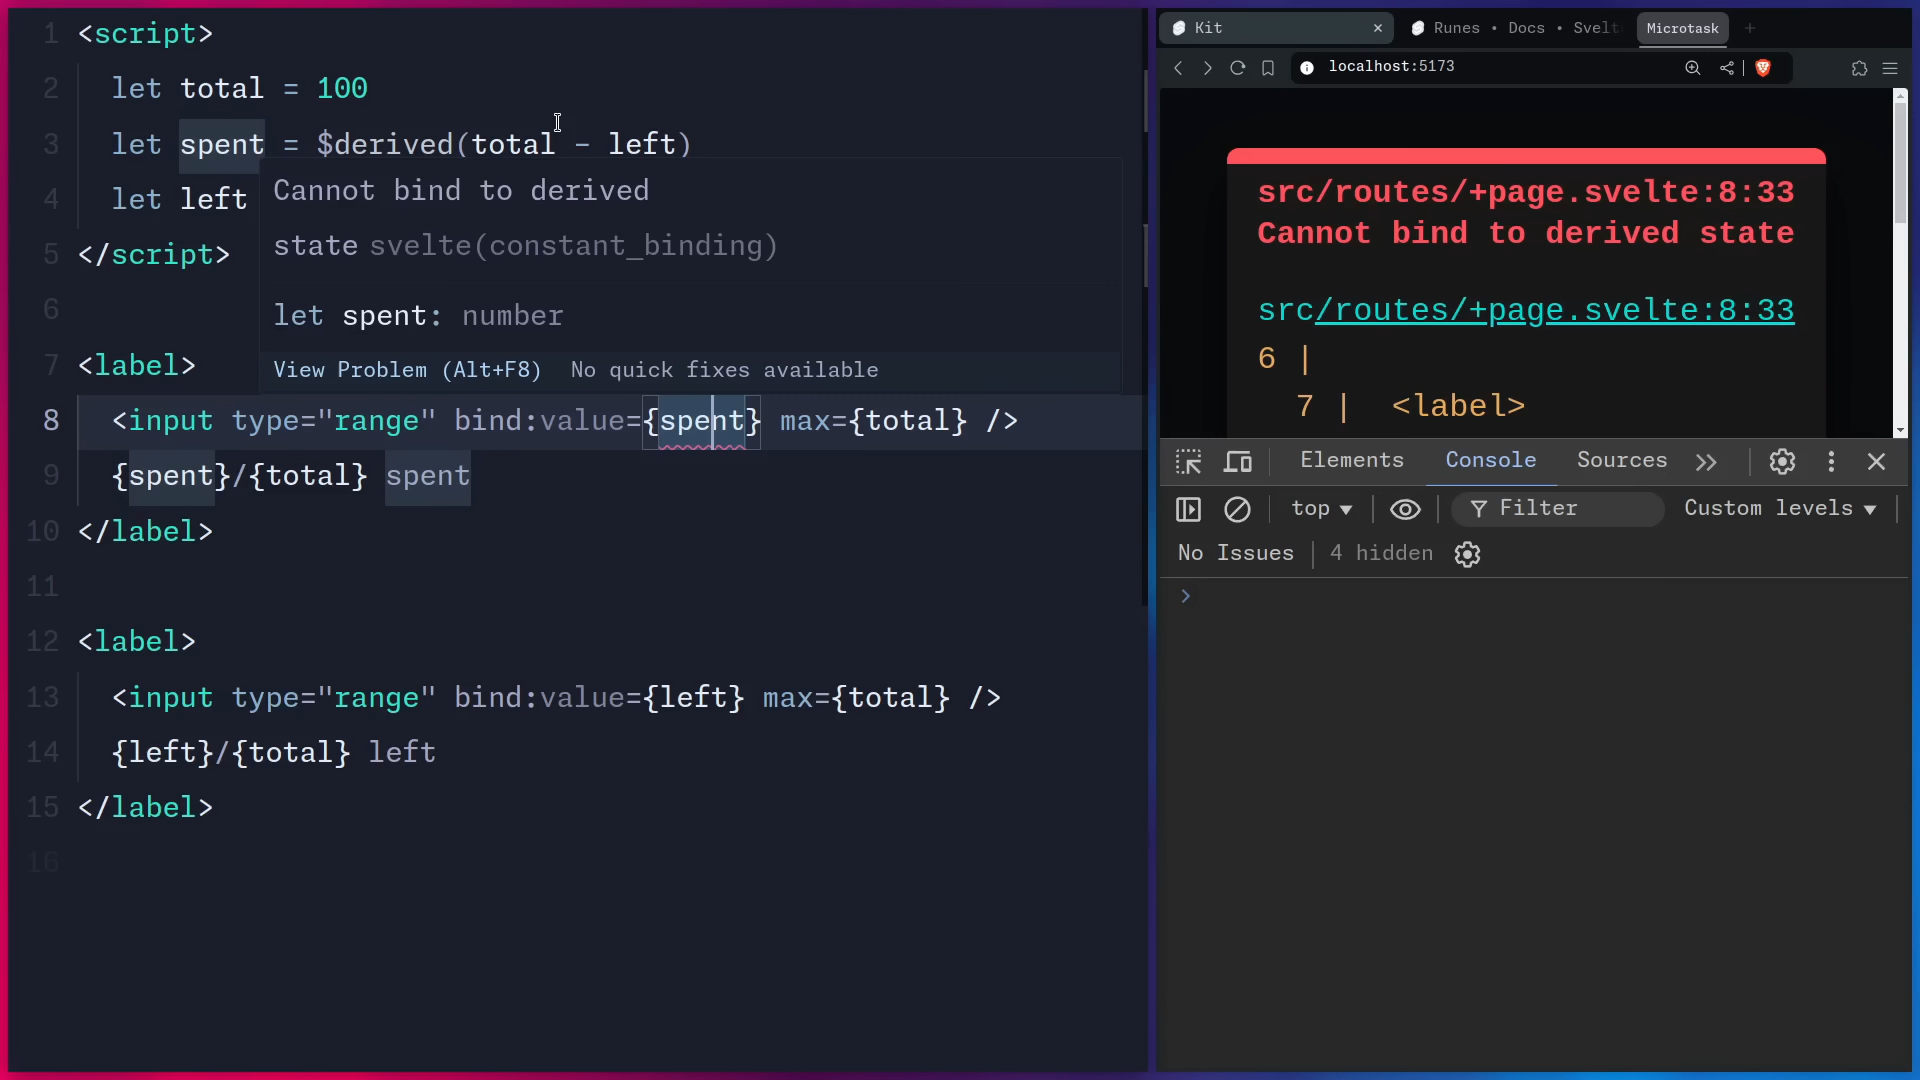 1 <script>
2 let total = 100
3 let spent = $derived(total - left)
4 let left
5 </script>
6
7 <label>
8 <input type="range" bind:value={spent} max={total} />
9 {spent}/{total} spent
10 </label>
11
12 <label>
13 <input type="range" bind:value={left} max={total} />
14 {left}/{total} left
15 </label>
16
Cannot bind to derived
state svelte(constant_binding)
let spent: number
View Problem (Alt+F8) No quick fixes available
Kit × Runes • Docs • Svelt Microtask +
localhost:5173
src/routes/+page.svelte:8:33
Cannot bind to derived state
src/routes/+page.svelte:8:33
6 |
7 | <label>
Elements Console Sources
top Filter Custom levels
No Issues 4 hidden